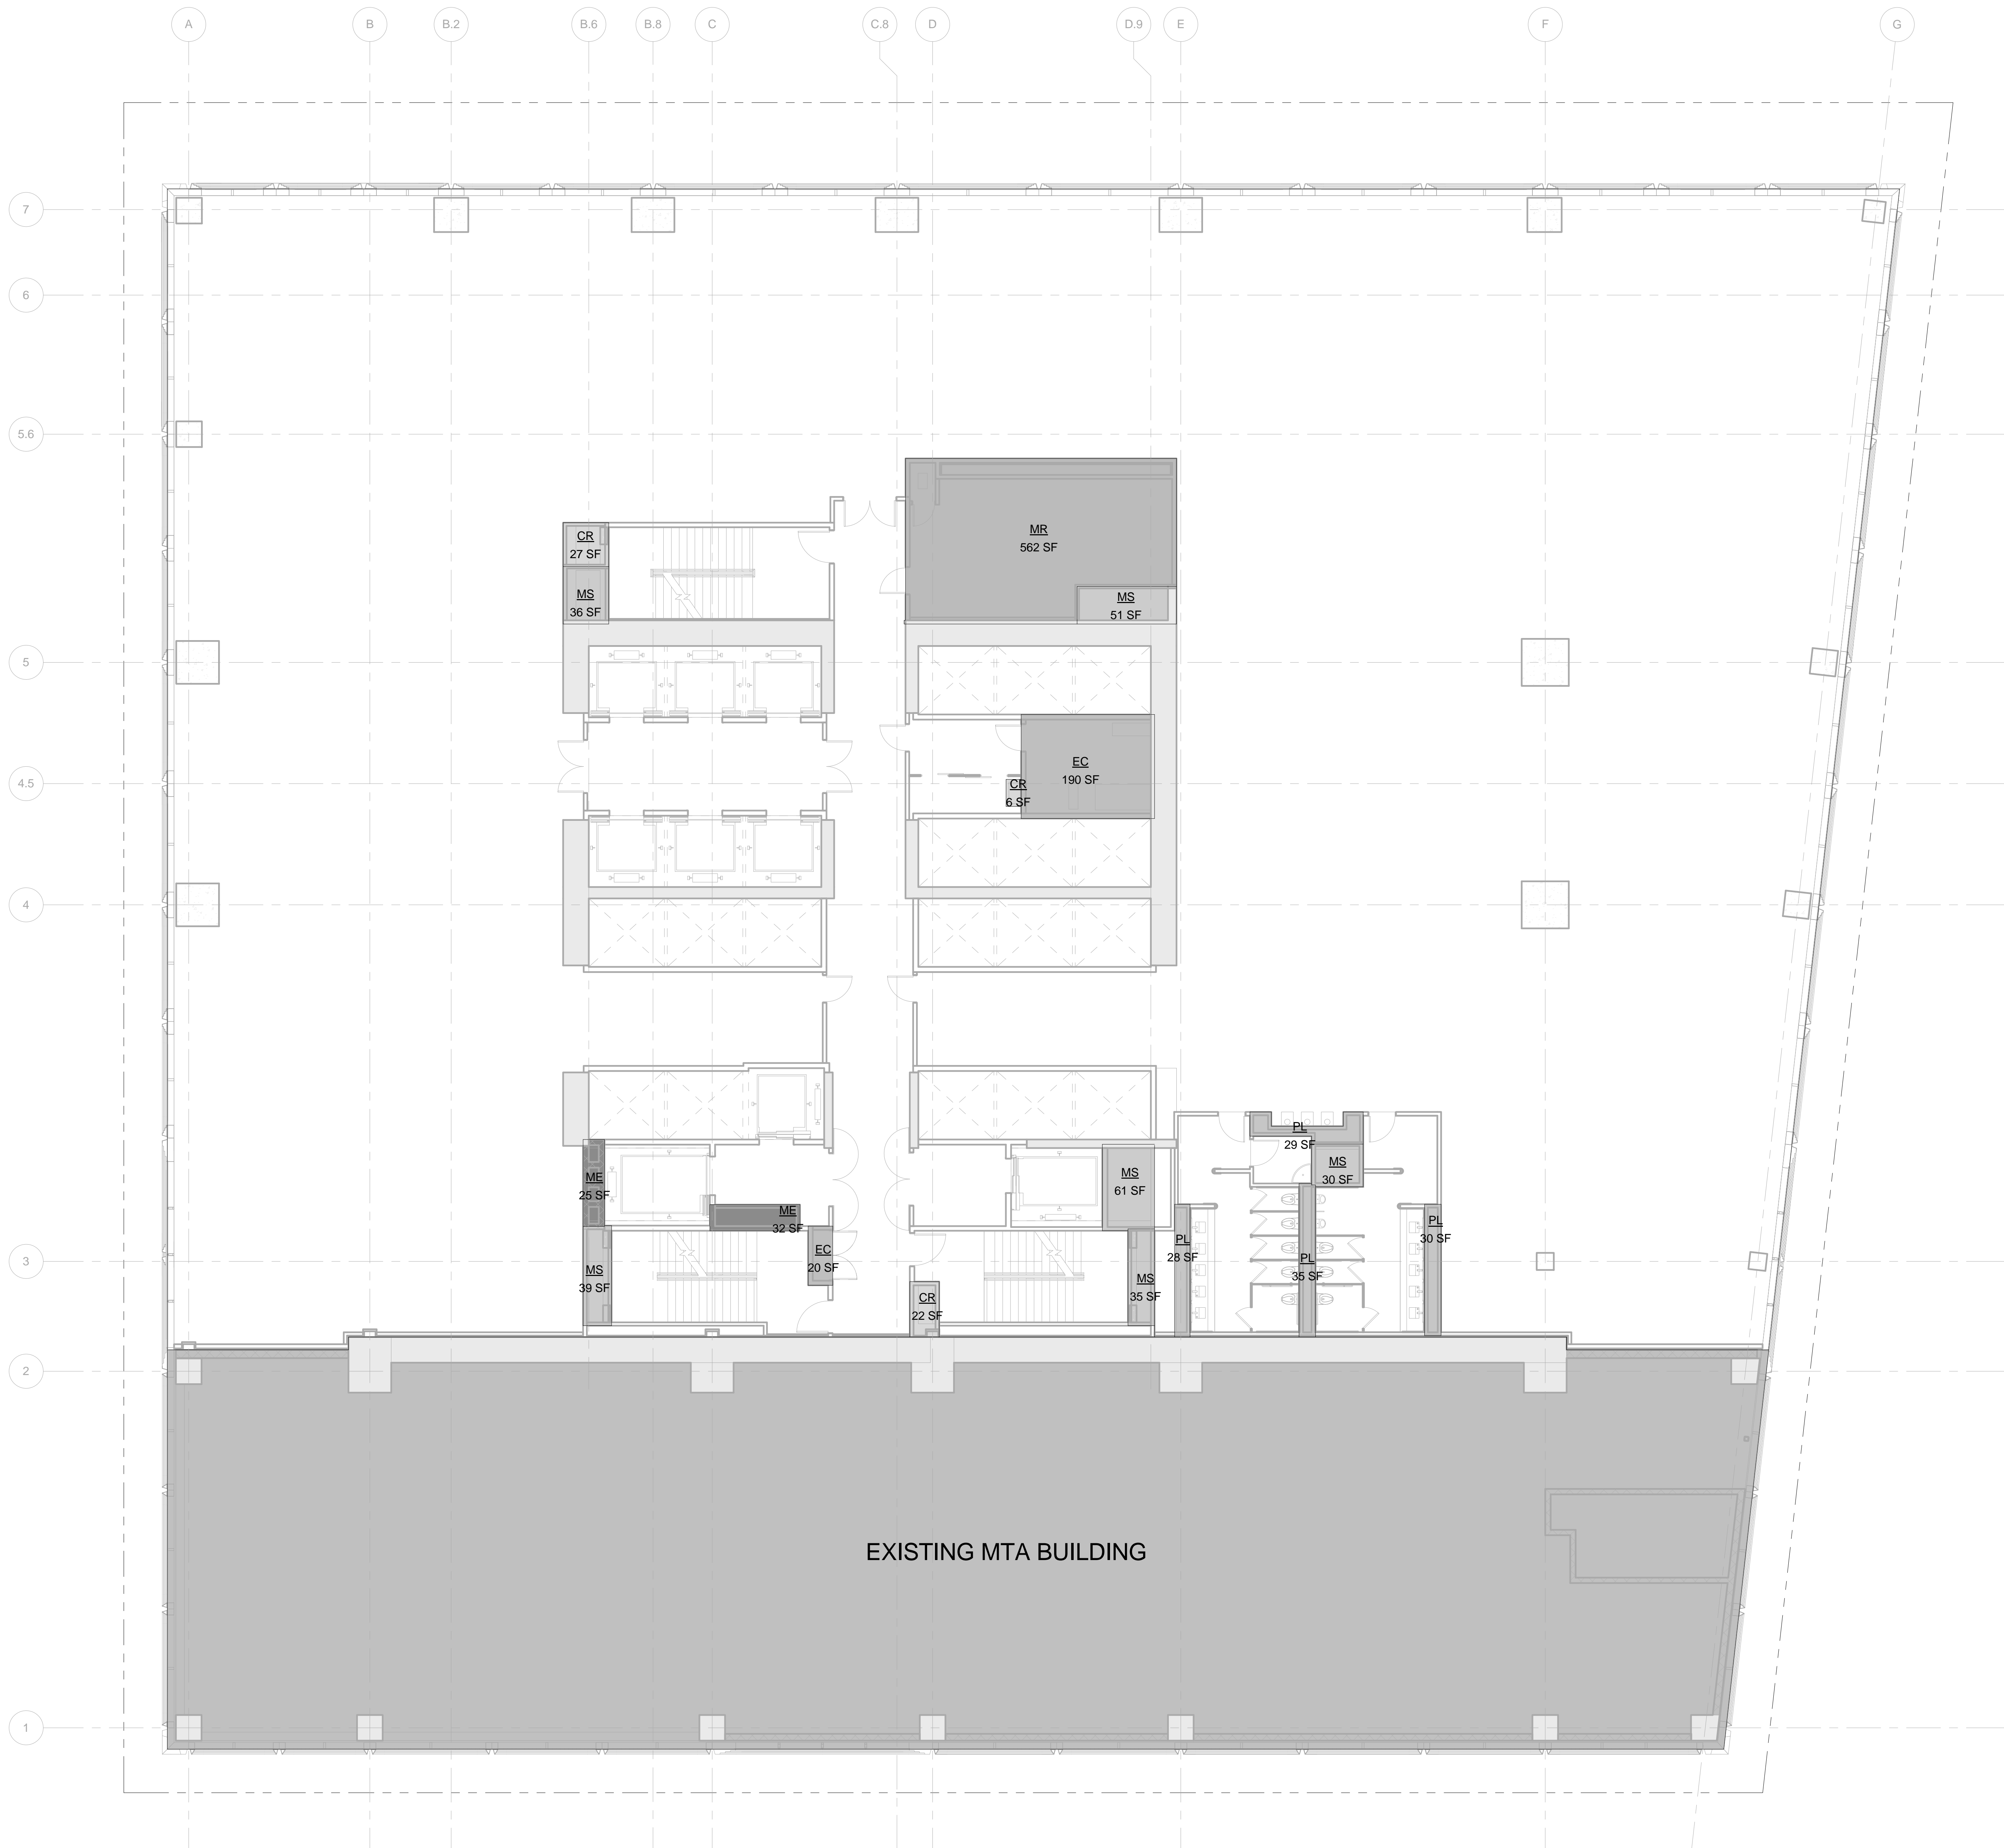 A
B
B.2
B.6
B.8
C
C.8
D
D.9
E
F
G
7
6
5.6
5
4.5
4
3
2
1
MR
562 SF
CR
27 SF
MS
36 SF
MS
51 SF
EC
190 SF
CR
6 SF
PL
29 SF
MS
30 SF
ME
25 SF
MS
61 SF
ME
32 SF
PL
30 SF
PL
28 SF
EC
20 SF
PL
35 SF
MS
39 SF
MS
35 SF
CR
22 SF
EXISTING MTA BUILDING